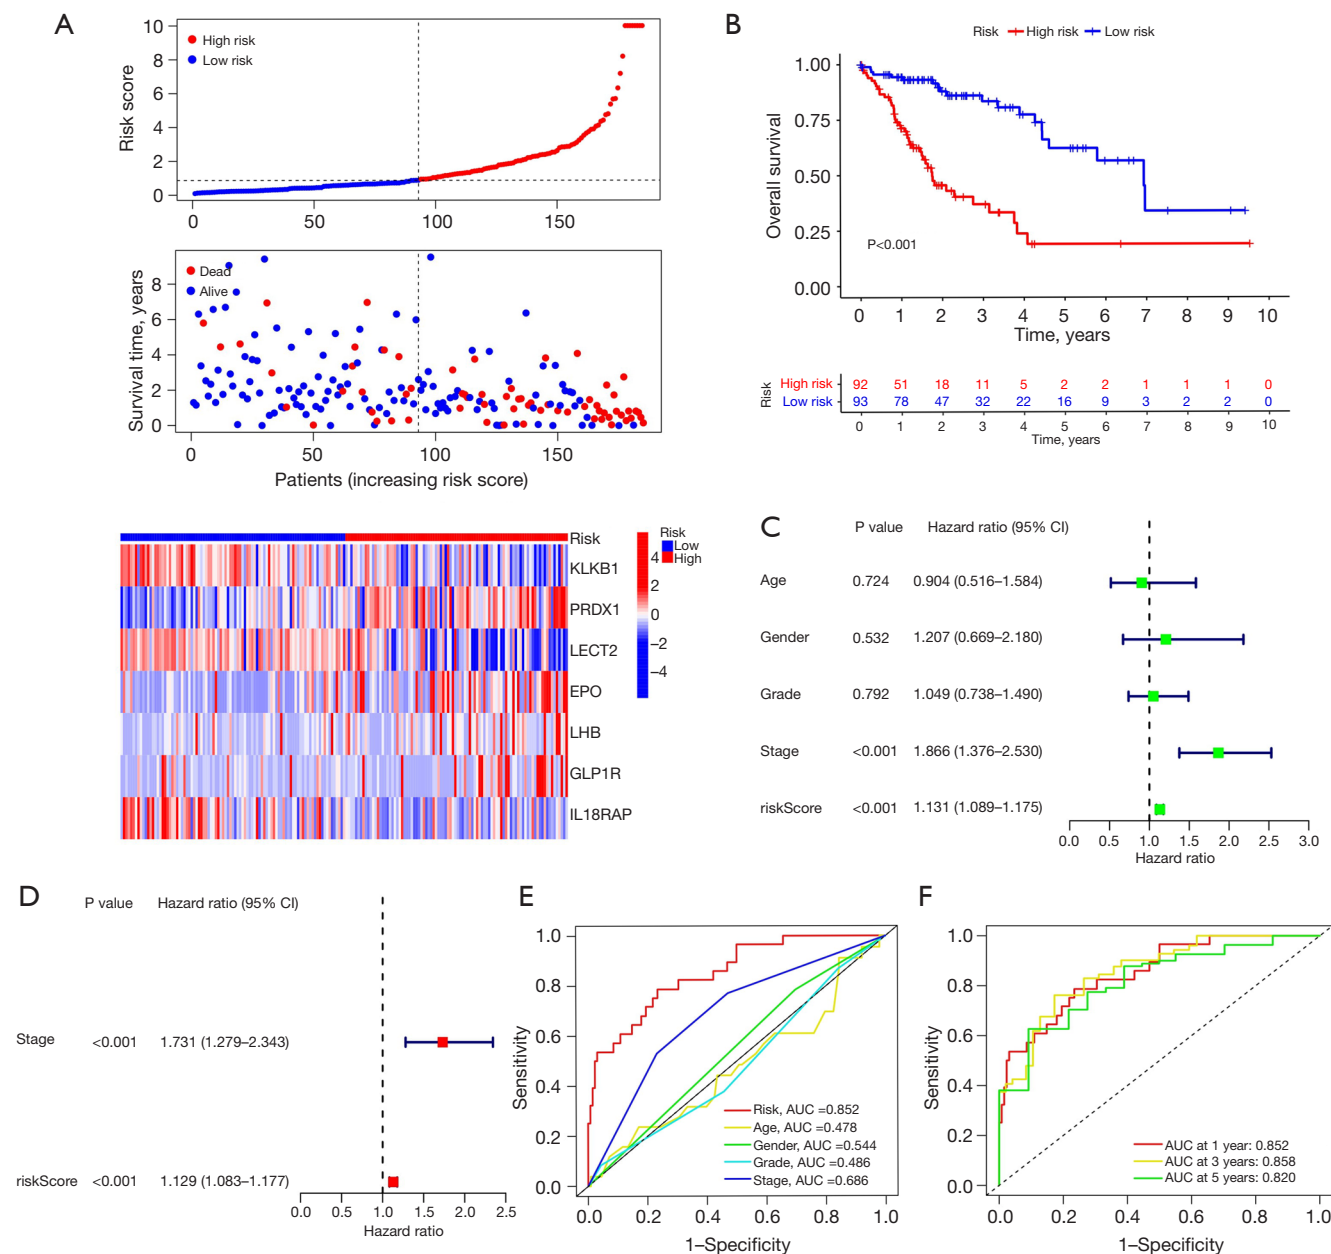 A
High risk
Low risk
Risk score
10
8
6
4
2
0
0 50 100 150
Dead
Alive
Survival time, years
8
6
4
2
0
0 50 100 150
Patients (increasing risk score)
Risk
KLKB1
PRDX1
LECT2
EPO
LHB
GLP1R
IL18RAP
4
2
0
−2
−4
Risk
Low
High
B
Risk High risk Low risk
Overall survival
1.00
0.75
0.50
0.25
0.00
P<0.001
0 1 2 3 4 5 6 7 8 9 10
Time, years
Risk
High risk 92 51 18 11 5 2 2 1 1 1 0
Low risk 93 78 47 32 22 16 9 3 2 2 0
0 1 2 3 4 5 6 7 8 9 10
Time, years
C
P value Hazard ratio (95% CI)
Age 0.724 0.904 (0.516–1.584)
Gender 0.532 1.207 (0.669–2.180)
Grade 0.792 1.049 (0.738–1.490)
Stage <0.001 1.866 (1.376–2.530)
riskScore <0.001 1.131 (1.089–1.175)
0.0 0.5 1.0 1.5 2.0 2.5 3.0
Hazard ratio
D
P value Hazard ratio (95% CI)
Stage <0.001 1.731 (1.279–2.343)
riskScore <0.001 1.129 (1.083–1.177)
0.0 0.5 1.0 1.5 2.0 2.5
Hazard ratio
E
Sensitivity
1.0
0.8
0.6
0.4
0.2
0.0
Risk, AUC =0.852
Age, AUC =0.478
Gender, AUC =0.544
Grade, AUC =0.486
Stage, AUC =0.686
0.0 0.2 0.4 0.6 0.8 1.0
1–Specificity
F
Sensitivity
1.0
0.8
0.6
0.4
0.2
0.0
AUC at 1 year: 0.852
AUC at 3 years: 0.858
AUC at 5 years: 0.820
0.0 0.2 0.4 0.6 0.8 1.0
1–Specificity